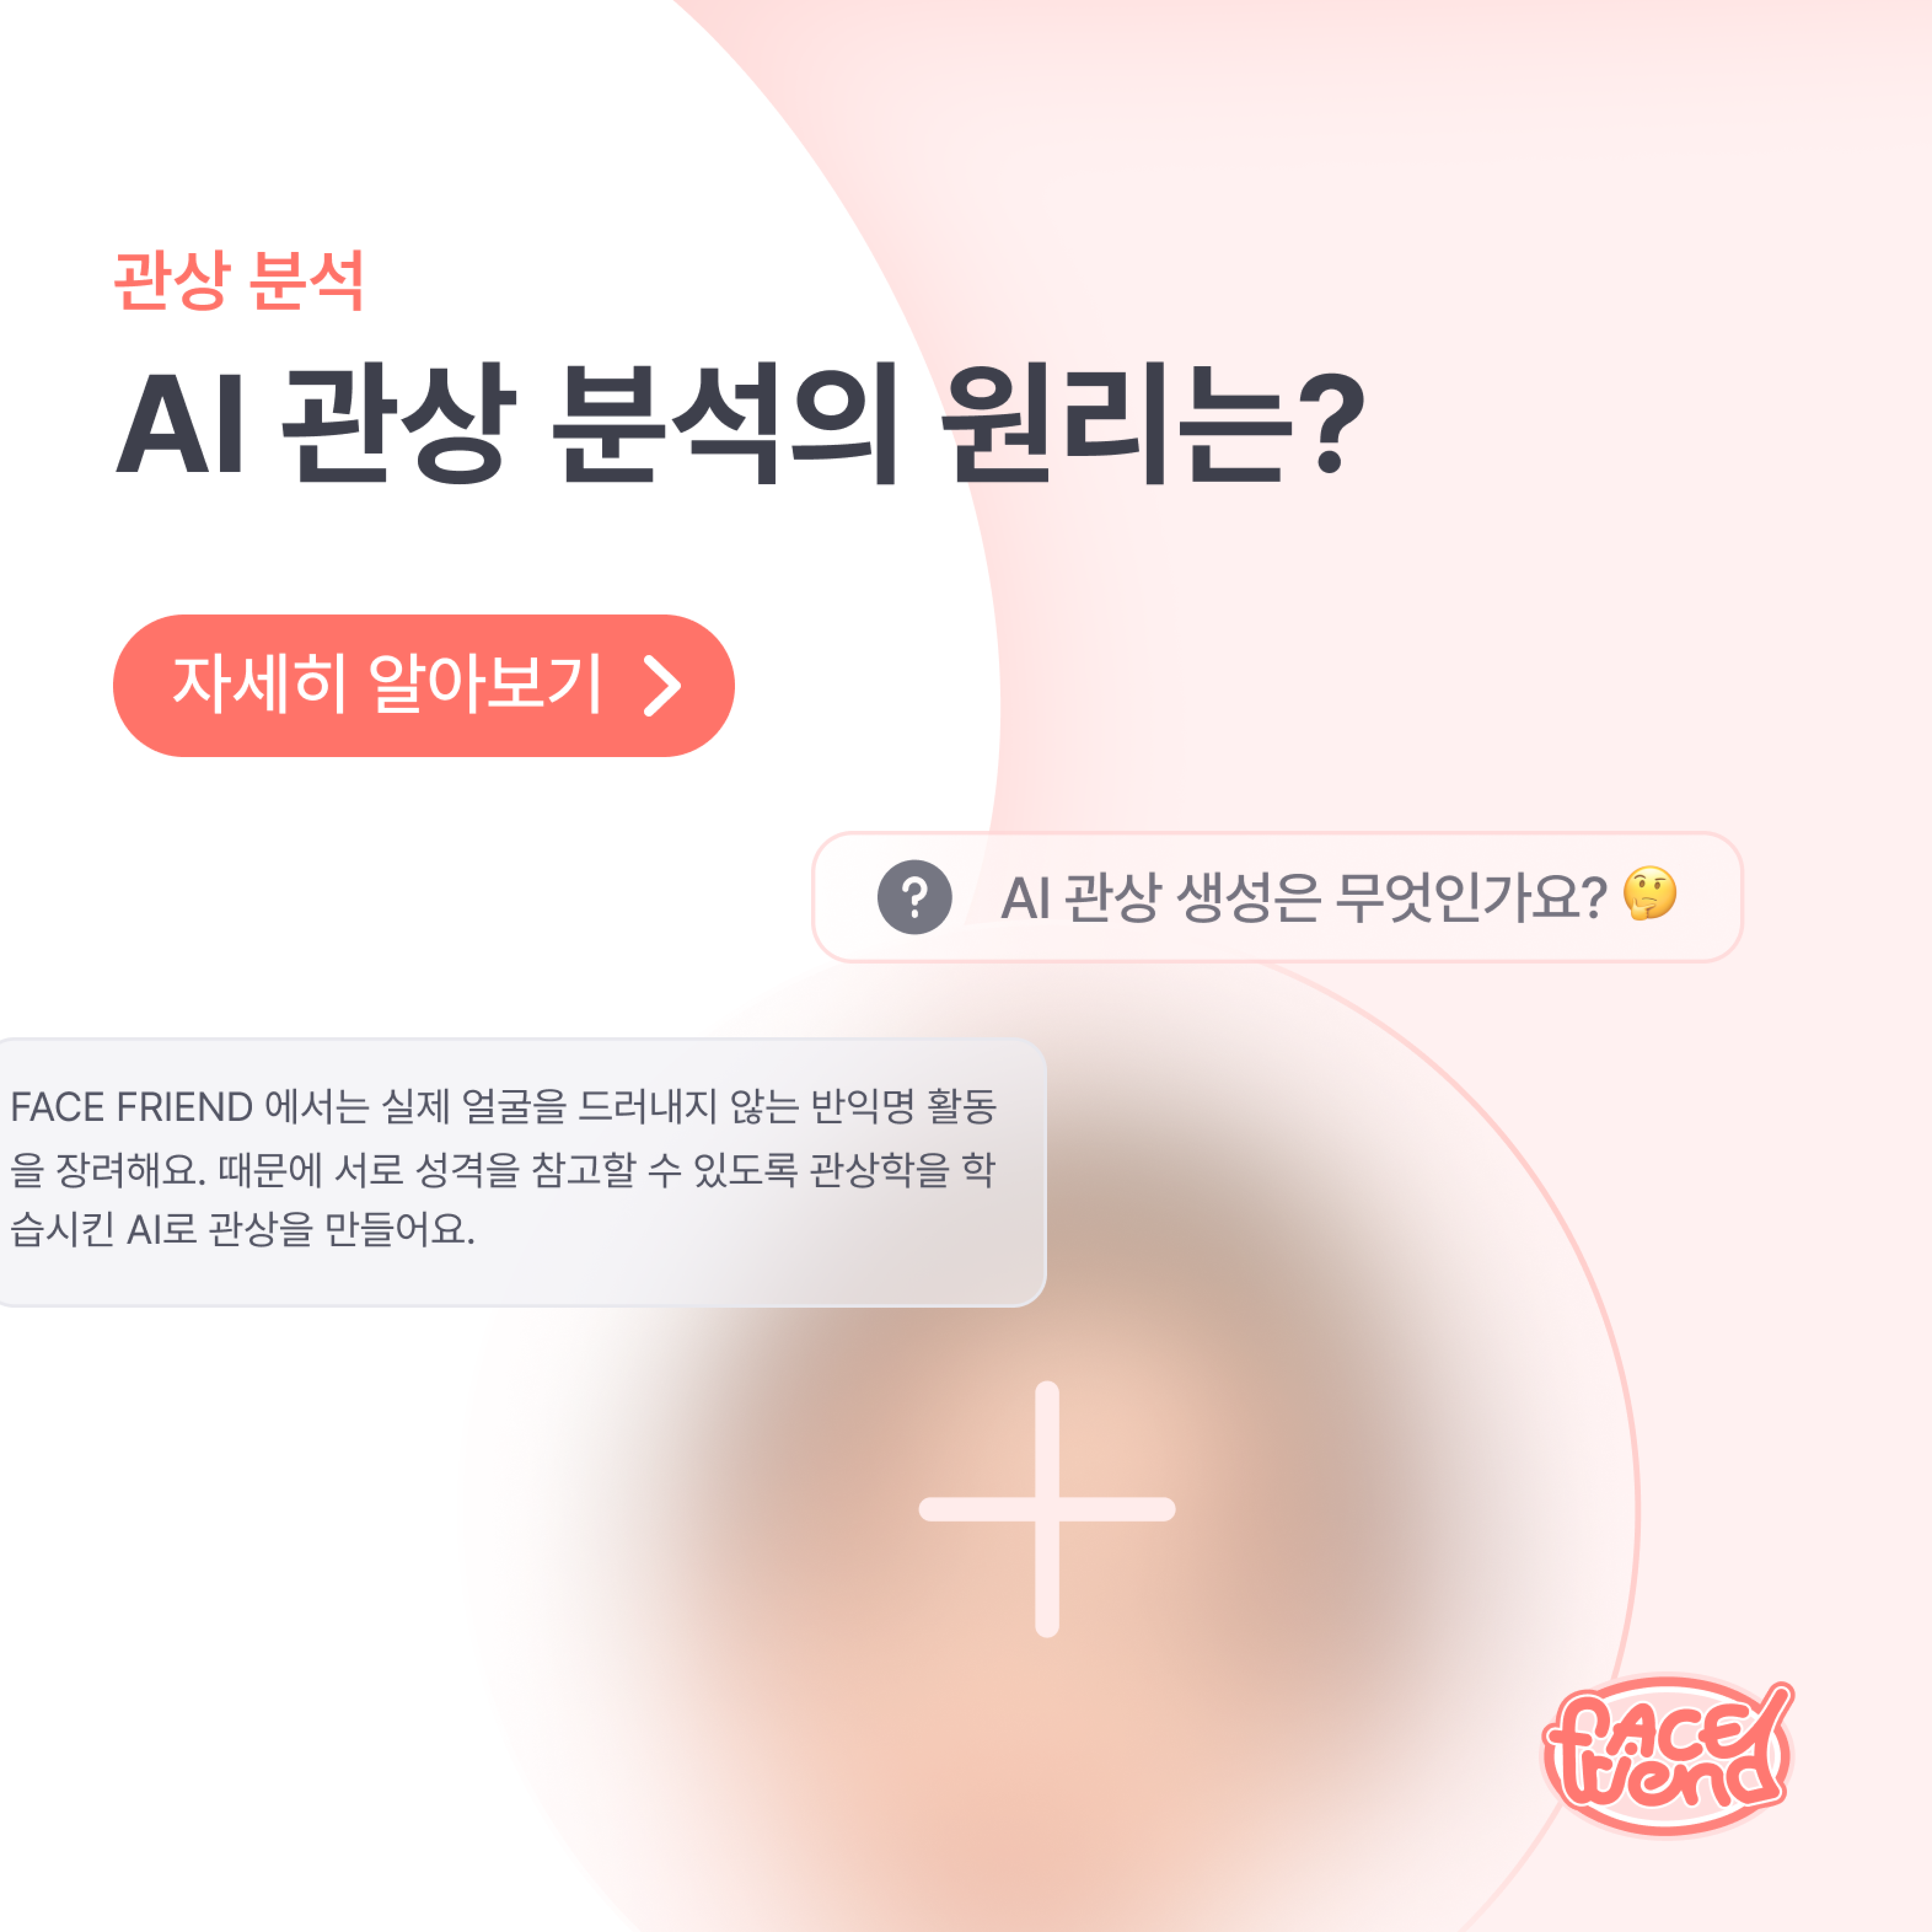 관상 분석
AI 관상 분석의 원리는?
자세히 알아보기
AI 관상 생성은 무엇인가요? 🤔
FACE FRIEND 에서는 실제 얼굴을 드러내지 않는 반익명 활동
을 장려해요. 때문에 서로 성격을 참고할 수 있도록 관상학을 학
습시킨 AI로 관상을 만들어요.
fACE
friend